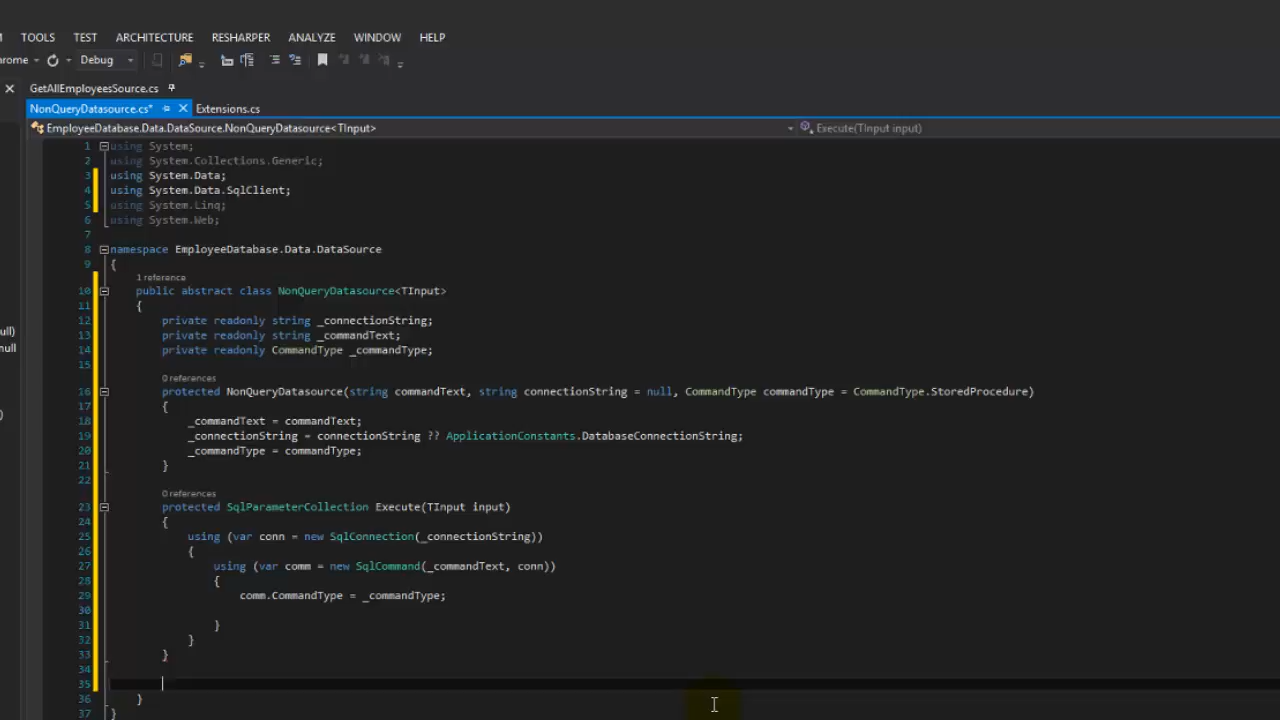 TOOLS TEST ARCHITECTURE RESHARPER ANALYZE WINDOW HELP
rome Debug
GetAllEmployeesSource.cs
NonQueryDatasource.cs* Extensions.cs
EmployeeDatabase.Data.DataSource.NonQueryDatasource<TInput> Execute(TInput input)
1 using System;
2 using System.Collections.Generic;
3 using System.Data;
4 using System.Data.SqlClient;
5 using System.Linq;
6 using System.Web;
7
8 namespace EmployeeDatabase.Data.DataSource
9 {
1 reference
10 public abstract class NonQueryDatasource<TInput>
11 {
12 private readonly string _connectionString;
13 private readonly string _commandText;
14 private readonly CommandType _commandType;
15
0 references
16 protected NonQueryDatasource(string commandText, string connectionString = null, CommandType commandType = CommandType.StoredProcedure)
17 {
18 _commandText = commandText;
19 _connectionString = connectionString ?? ApplicationConstants.DatabaseConnectionString;
20 _commandType = commandType;
21 }
22
0 references
23 protected SqlParameterCollection Execute(TInput input)
24 {
25 using (var conn = new SqlConnection(_connectionString))
26 {
27 using (var comm = new SqlCommand(_commandText, conn))
28 {
29 comm.CommandType = _commandType;
30
31 }
32 }
33 }
34
35
36 }
37 }
ull)
null
)